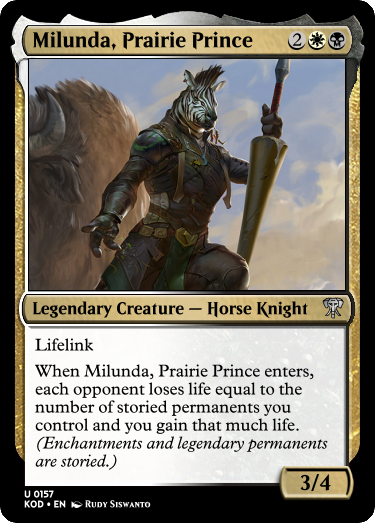 Milunda, Prairie Prince 2
Legendary Creature — Horse Knight
Lifelink
When Milunda, Prairie Prince enters,
each opponent loses life equal to the
number of storied permanents you
control and you gain that much life.
(Enchantments and legendary permanents
are storied.)
3/4
U 0157
KOD • EN Rudy Siswanto